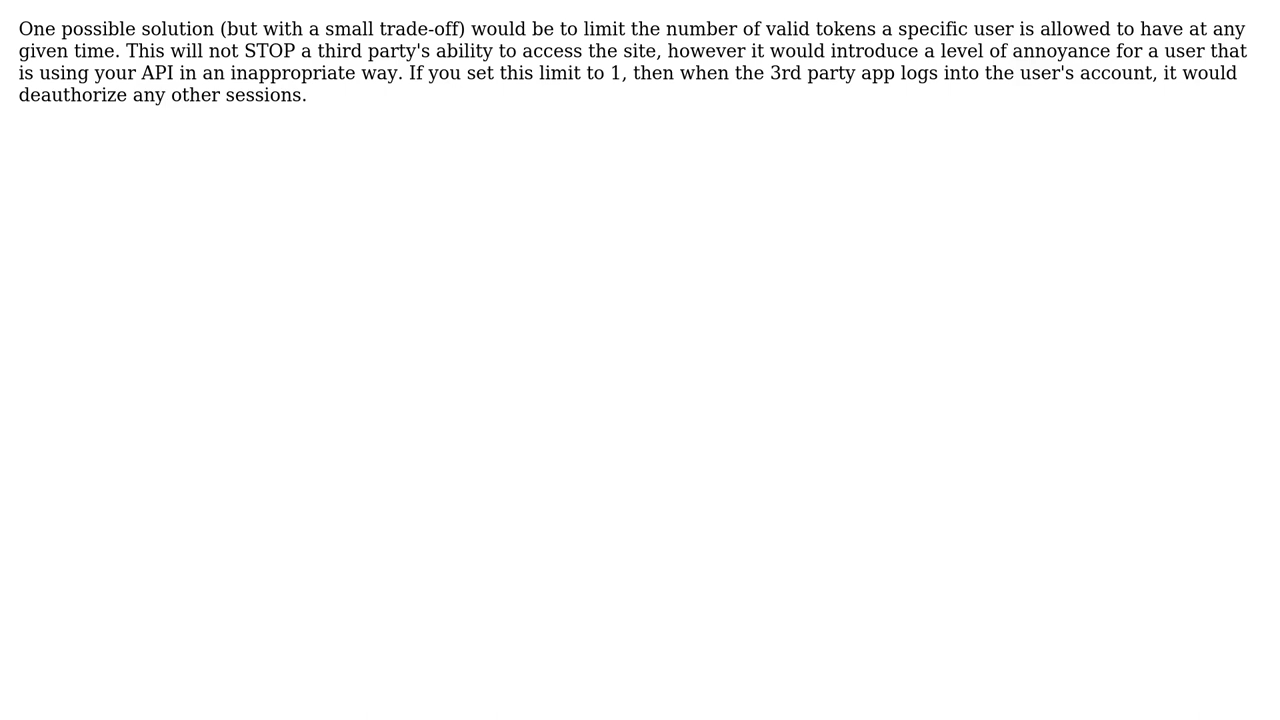 One possible solution (but with a small trade-off) would be to limit the number of valid tokens a specific user is allowed to have at any
given time. This will not STOP a third party's ability to access the site, however it would introduce a level of annoyance for a user that
is using your API in an inappropriate way. If you set this limit to 1, then when the 3rd party app logs into the user's account, it would
deauthorize any other sessions.